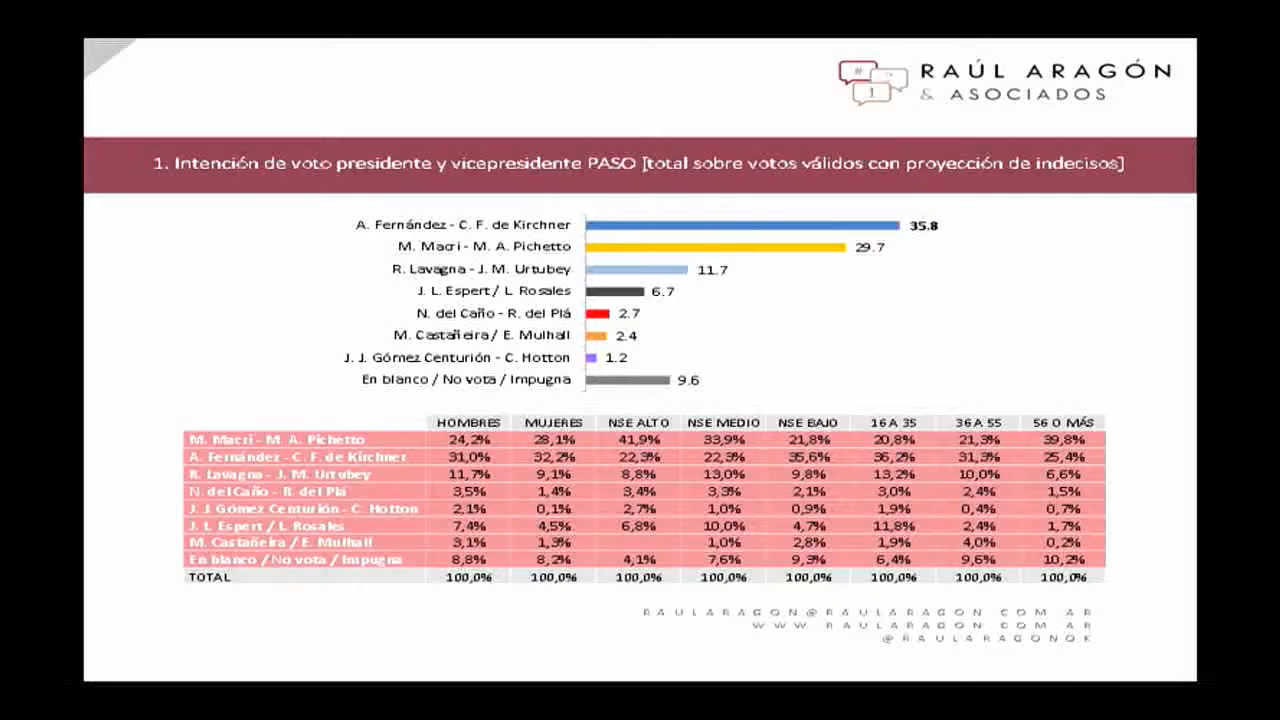 RAÚL ARAGÓN
& ASOCIADOS
1. Intención de voto presidente y vicepresidente PASO [total sobre votos válidos con proyección de indecisos]
A. Fernández - C. F. de Kirchner 35.8
M. Macri - M. A. Pichetto 29.7
R. Lavagna - J. M. Urtubey 11.7
J. L. Espert / L. Rosales 6.7
N. del Caño - R. del Plá 2.7
M. Castañeira / E. Mulhall 2.4
J. J. Gómez Centurión - C. Hotton 1.2
En blanco / No vota / Impugna 9.6
HOMBRES MUJERES NSE ALTO NSE MEDIO NSE BAJO 16 A 35 36 A 55 56 O MÁS
M. Macri - M. A. Pichetto 24,2% 28,1% 41,9% 33,9% 21,8% 20,8% 21,3% 39,8%
A. Fernández - C. F. de Kirchner 31,0% 32,2% 22,3% 22,3% 35,6% 36,2% 31,3% 25,4%
R. Lavagna - J. M. Urtubey 11,7% 9,1% 8,8% 13,0% 9,8% 13,2% 10,0% 6,6%
N. del Caño - R. del Plá 3,5% 1,4% 3,4% 3,3% 2,1% 3,0% 2,4% 1,5%
J. J Gómez Centurión - C. Hotton 2,1% 0,1% 2,7% 1,0% 0,9% 1,9% 0,4% 0,7%
J. L Espert / L Rosales 7,4% 4,5% 6,8% 10,0% 4,7% 11,8% 2,4% 1,7%
M. Castañeira / E. Mulhall 3,1% 1,3% 1,0% 2,8% 1,9% 4,0% 0,2%
En blanco / No vota / Impugna 8,8% 8,2% 4,1% 7,6% 9,3% 6,4% 9,6% 10,2%
TOTAL 100,0% 100,0% 100,0% 100,0% 100,0% 100,0% 100,0% 100,0%
RAULARAGON@RAULARAGON.COM.AR
WWW.RAULARAGON.COM.AR
@RAULARAGONOK